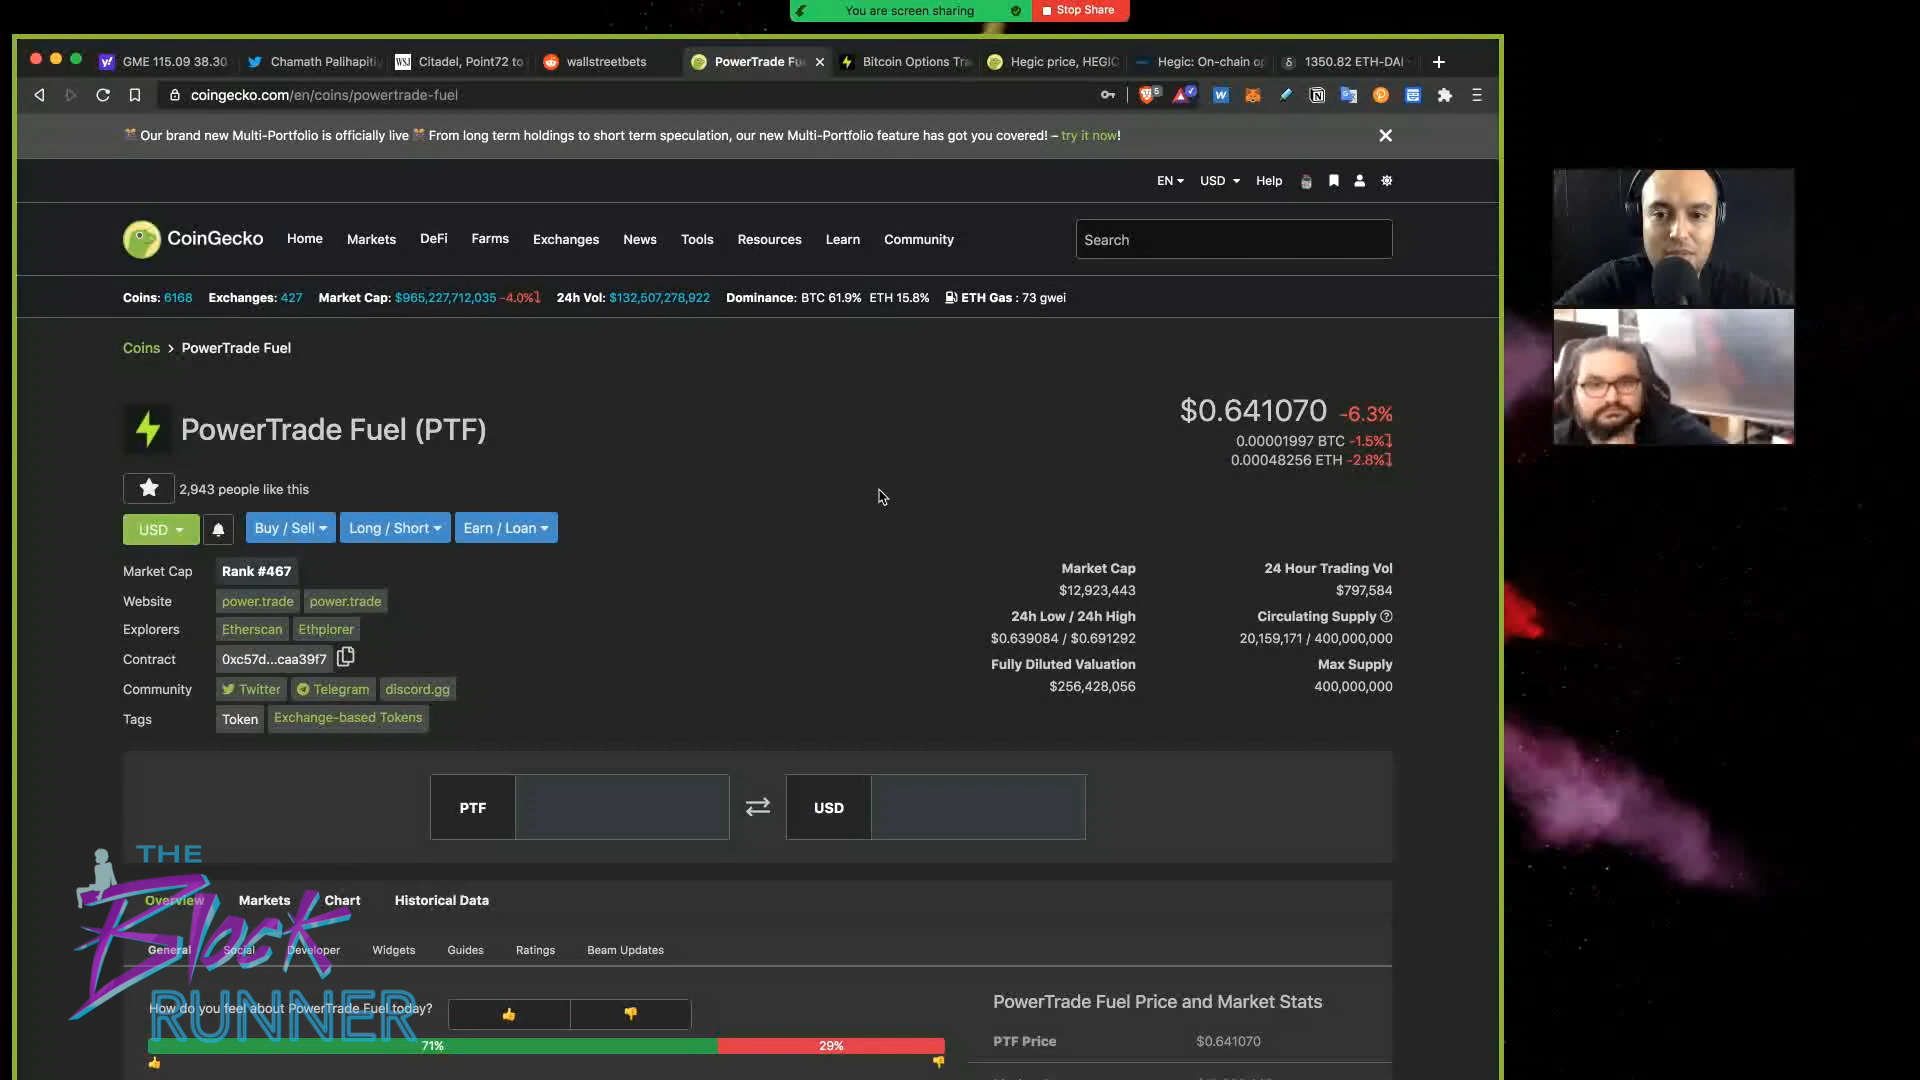 You are screen sharing
Stop Share
GME 115.09 38.30
Chamath Palihapiti
WSJ Citadel, Point72 to
wallstreetbets
PowerTrade Fu
Bitcoin Options Tra
Hegic price, HEGIC
Hegic: On-chain op
1350.82 ETH-DAI
coingecko.com/en/coins/powertrade-fuel
Our brand new Multi-Portfolio is officially live From long term holdings to short term speculation, our new Multi-Portfolio feature has got you covered! – try it now!
EN USD Help
CoinGecko Home Markets DeFi Farms Exchanges News Tools Resources Learn Community Search
Coins: 6168 Exchanges: 427 Market Cap: $965,227,712,035 -4.0% 24h Vol: $132,507,278,922 Dominance: BTC 61.9% ETH 15.8% ETH Gas : 73 gwei
Coins > PowerTrade Fuel
PowerTrade Fuel (PTF)
$0.641070 -6.3%
0.00001997 BTC -1.5%
0.00048256 ETH -2.8%
2,943 people like this
USD Buy / Sell Long / Short Earn / Loan
Market Cap Rank #467
Website power.trade power.trade
Explorers Etherscan Ethplorer
Contract 0xc57d...caa39f7
Community Twitter Telegram discord.gg
Tags Token Exchange-based Tokens
Market Cap
$12,923,443
24 Hour Trading Vol
$797,584
24h Low / 24h High
$0.639084 / $0.691292
Circulating Supply
20,159,171 / 400,000,000
Fully Diluted Valuation
$256,428,056
Max Supply
400,000,000
PTF
USD
Overview Markets Chart Historical Data
General Social Developer Widgets Guides Ratings Beam Updates
How do you feel about PowerTrade Fuel today?
71% 29%
PowerTrade Fuel Price and Market Stats
PTF Price $0.641070
THE
Block
RUNNER